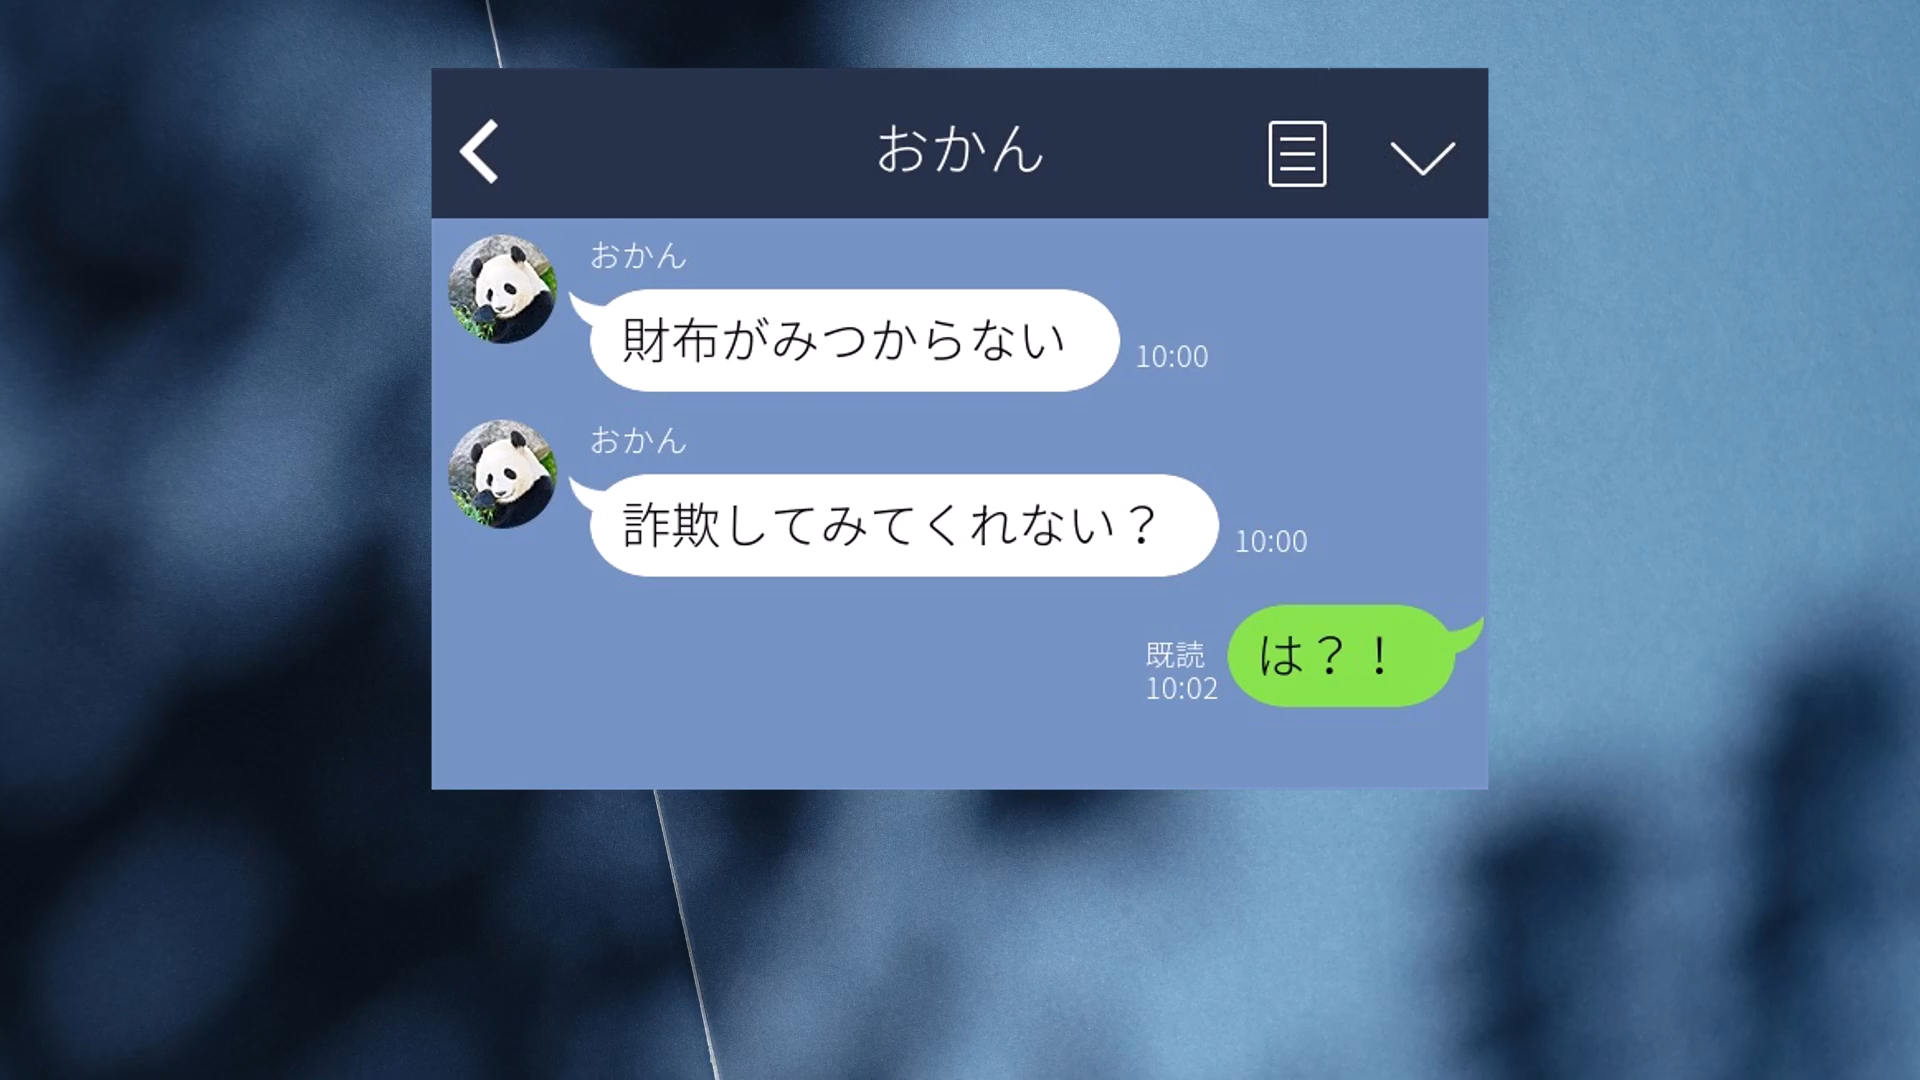 おかん
おかん
財布がみつからない
10:00
おかん
詐欺してみてくれない？
10:00
は？！
既読
10:02